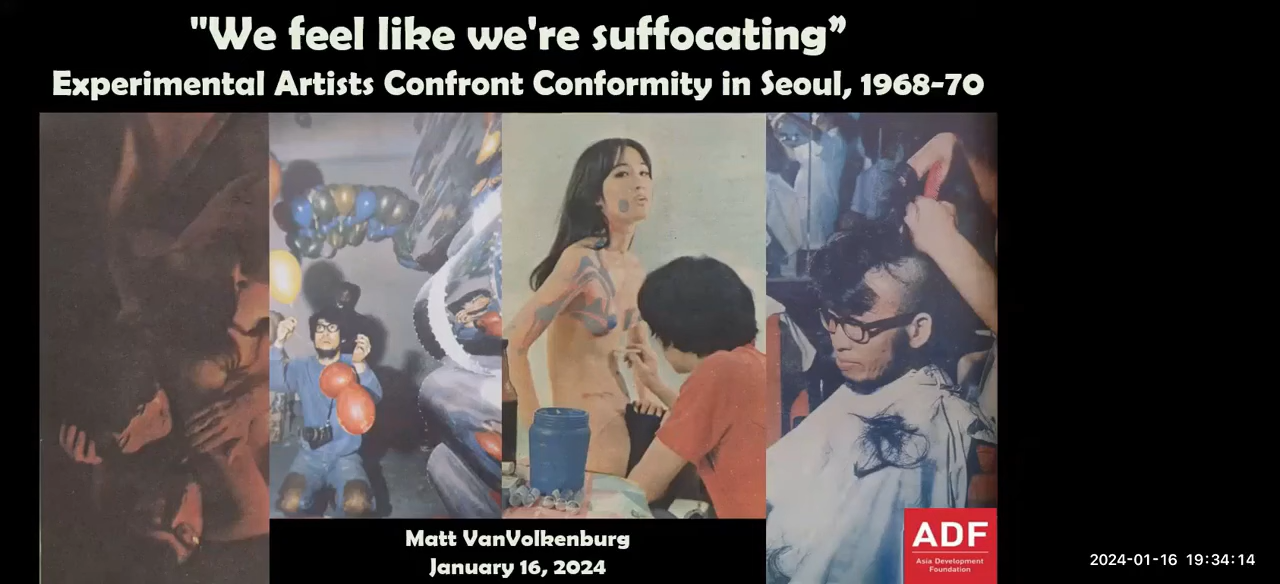 "We feel like we're suffocating”
Experimental Artists Confront Conformity in Seoul, 1968-70
Matt VanVolkenburg
January 16, 2024
ADF
Asia Development
Foundation
2024-01-16 19:34:14